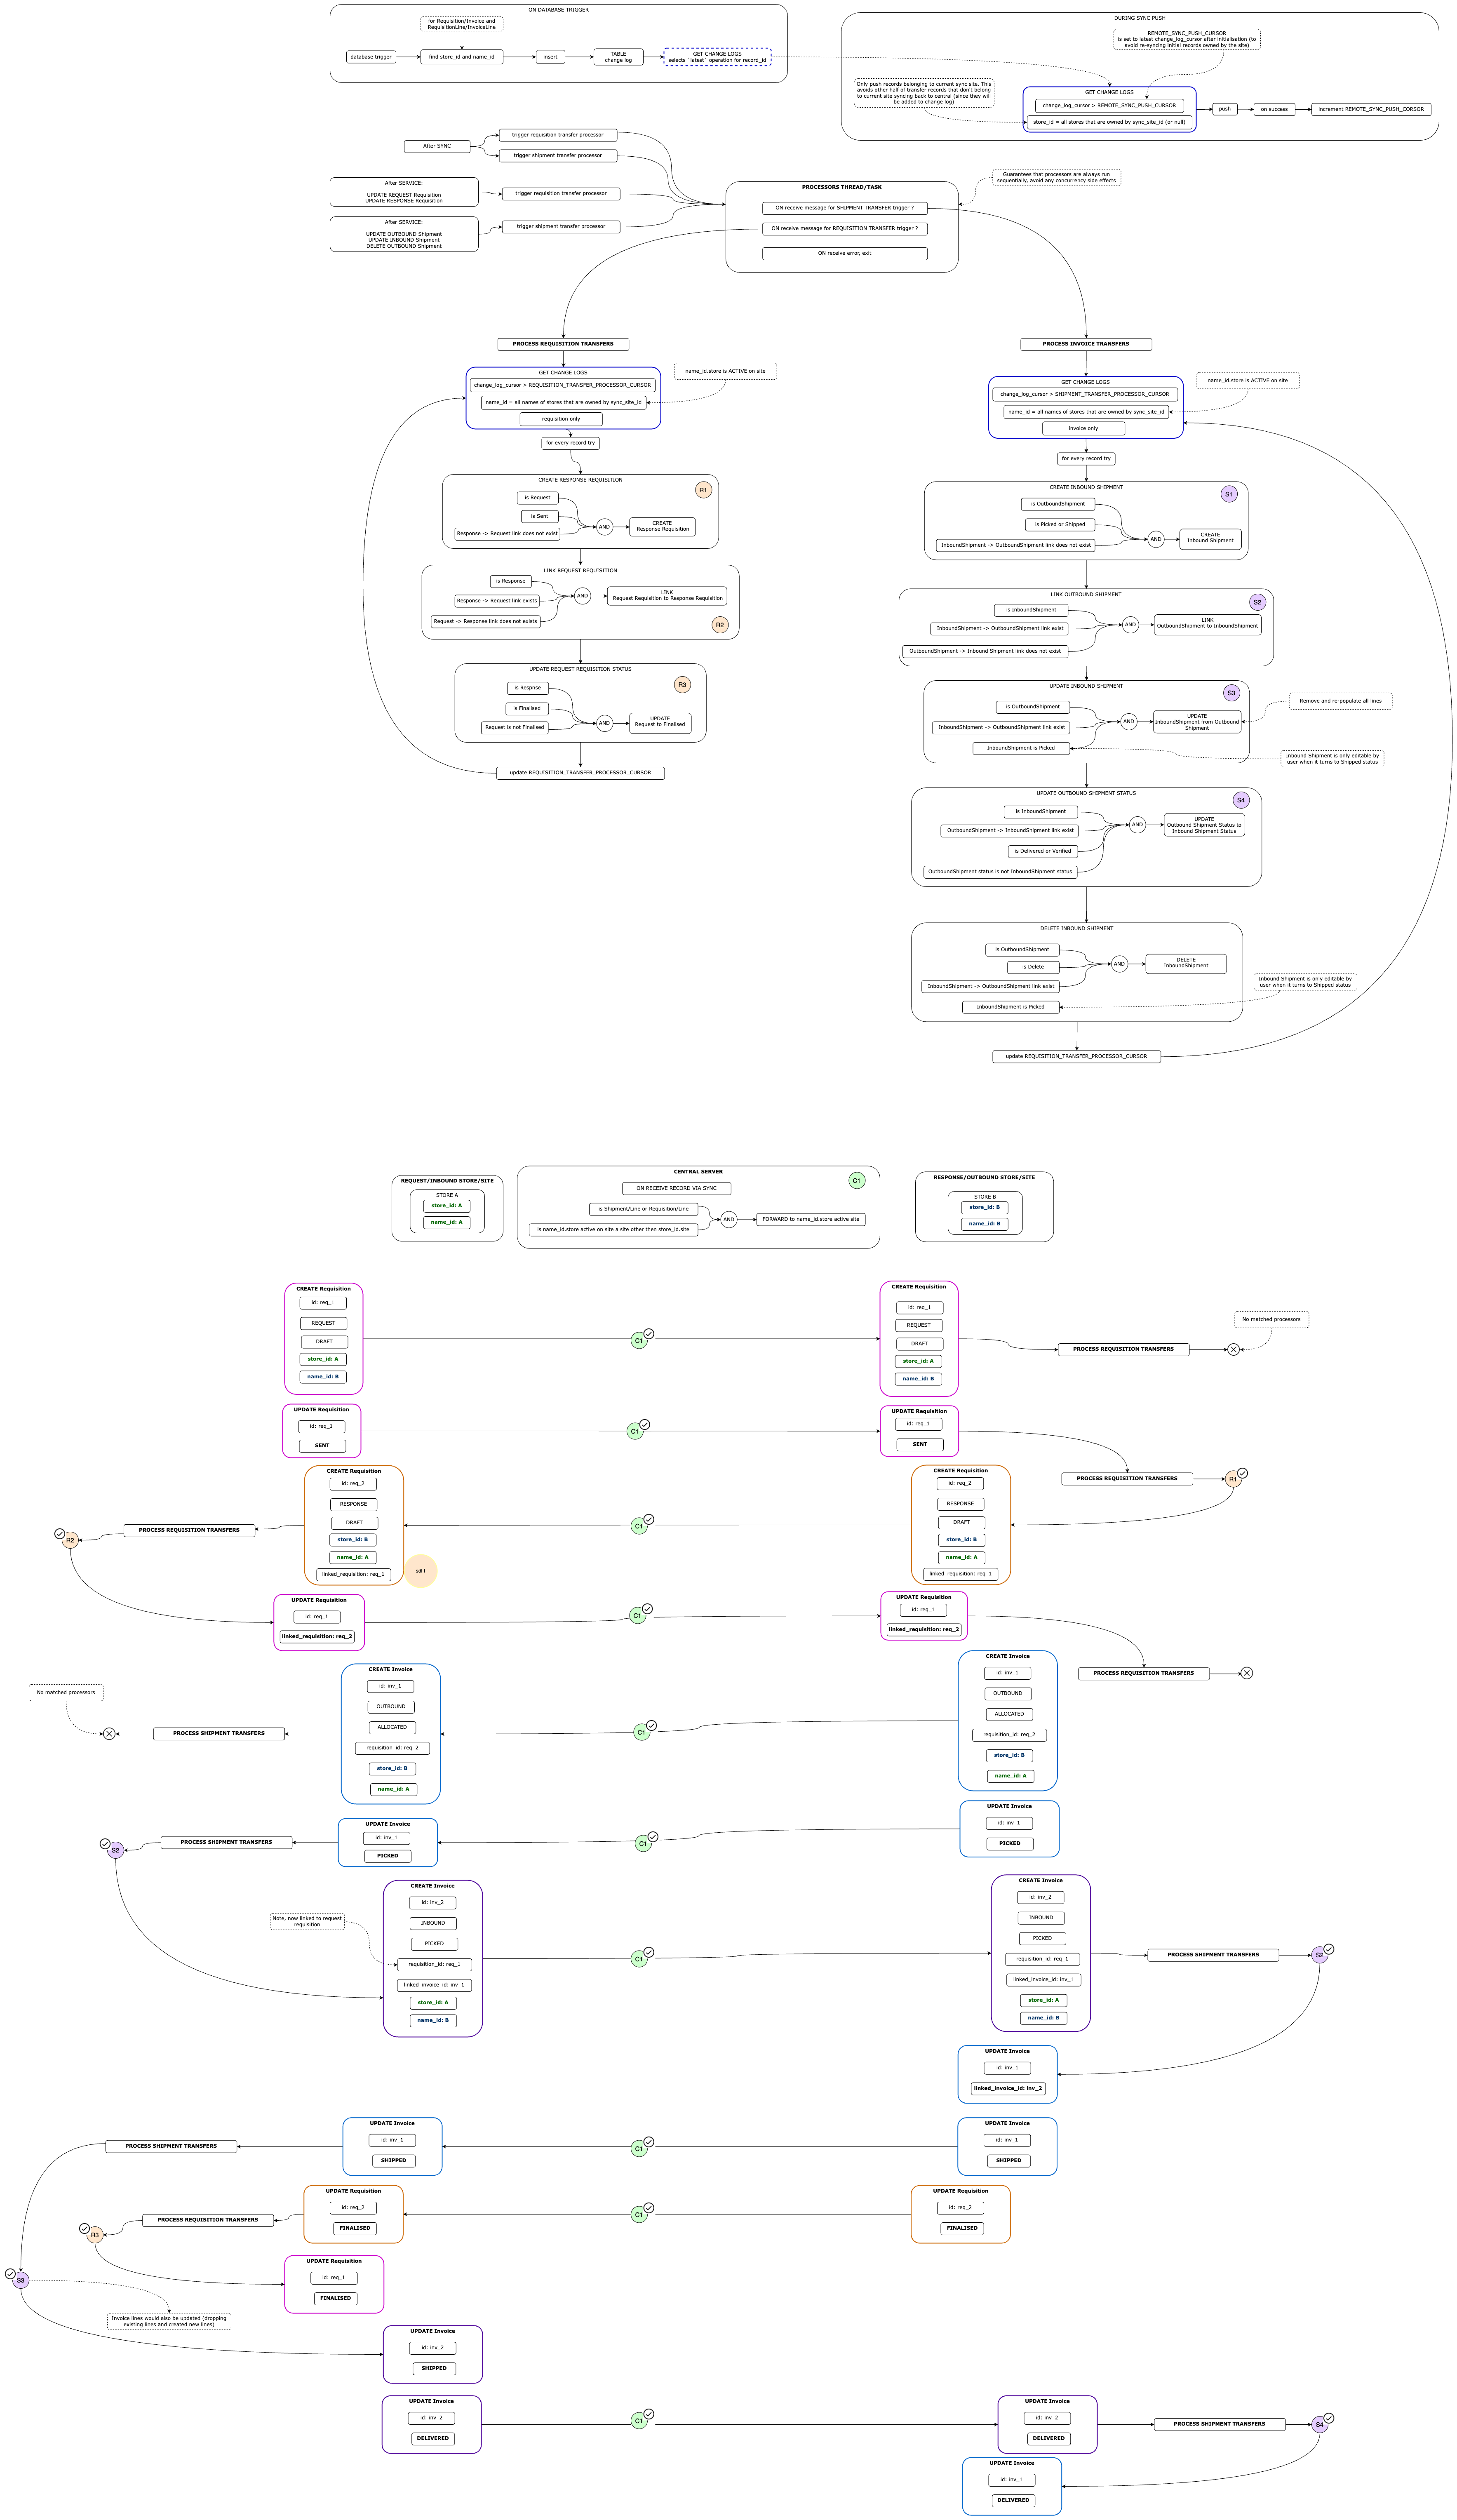 ON DATABASE TRIGGER
for Requisition/Invoice and
RequisitionLine/InvoiceLine
database trigger
find store_id and name_id
insert
TABLE
change log
GET CHANGE LOGS
selects `latest` operation for record_id
DURING SYNC PUSH
REMOTE_SYNC_PUSH_CURSOR
is set to latest change_log_cursor after initialisation (to
avoid re-syncing initial records owned by the site)
Only push records belonging to current sync site. This
avoids other half of transfer records that don't belong
to current site syncing back to central (since they will
be added to change log)
GET CHANGE LOGS
change_log_cursor > REMOTE_SYNC_PUSH_CURSOR
store_id = all stores that are owned by sync_site_id (or null)
push
on success
increment REMOTE_SYNC_PUSH_CORSOR
After SYNC
trigger requisition transfer processor
trigger shipment transfer processor
After SERVICE:
UPDATE REQUEST Requisition
UPDATE RESPONSE Requisition
trigger requisition transfer processor
After SERVICE:
UPDATE OUTBOUND Shipment
UPDATE INBOUND Shipment
DELETE OUTBOUND Shipment
trigger shipment transfer processor
PROCESSORS THREAD/TASK
ON receive message for SHIPMENT TRANSFER trigger ?
ON receive message for REQUISITION TRANSFER trigger ?
ON receive error, exit
Guarantees that processors are always run
sequentially, avoid any concurrency side effects
PROCESS REQUISITION TRANSFERS
GET CHANGE LOGS
change_log_cursor > REQUISITION_TRANSFER_PROCESSOR_CURSOR
name_id = all names of stores that are owned by sync_site_id
requisition only
name_id.store is ACTIVE on site
for every record try
CREATE RESPONSE REQUISITION
R1
is Request
is Sent
Response -> Request link does not exist
AND
CREATE
Response Requisition
LINK REQUEST REQUISITION
is Response
Response -> Request link exists
Request -> Response link does not exists
AND
LINK
Request Requisition to Response Requisition
R2
UPDATE REQUEST REQUISITION STATUS
R3
is Respnse
is Finalised
Request is not Finalised
AND
UPDATE
Request to Finalised
update REQUISITION_TRANSFER_PROCESSOR_CURSOR
PROCESS INVOICE TRANSFERS
GET CHANGE LOGS
change_log_cursor > SHIPMENT_TRANSFER_PROCESSOR_CURSOR
name_id = all names of stores that are owned by sync_site_id
invoice only
name_id.store is ACTIVE on site
for every record try
CREATE INBOUND SHIPMENT
S1
is OutboundShipment
is Picked or Shipped
InboundShipment -> OutboundShipment link does not exist
AND
CREATE
Inbound Shipment
LINK OUTBOUND SHIPMENT
S2
is InboundShipment
InboundShipment -> OutboundShipment link exist
OutboundShipment -> Inbound Shipment link does not exist
AND
LINK
OutboundShipment to InboundShipment
UPDATE INBOUND SHIPMENT
S3
is OutboundShipment
InboundShipment -> OutboundShipment link exist
InboundShipment is Picked
AND
UPDATE
InboundShipment from Outbound
Shipment
Remove and re-populate all lines
Inbound Shipment is only editable by
user when it turns to Shipped status
UPDATE OUTBOUND SHIPMENT STATUS
S4
is InboundShipment
OutboundShipment -> InboundShipment link exist
is Delivered or Verified
OutboundShipment status is not InboundShipment status
AND
UPDATE
Outbound Shipment Status to
Inbound Shipment Status
DELETE INBOUND SHIPMENT
is OutboundShipment
is Delete
InboundShipment -> OutboundShipment link exist
InboundShipment is Picked
AND
DELETE
InboundShipment
Inbound Shipment is only editable by
user when it turns to Shipped status
update REQUISITION_TRANSFER_PROCESSOR_CURSOR
REQUEST/INBOUND STORE/SITE
STORE A
store_id: A
name_id: A
CENTRAL SERVER
C1
ON RECEIVE RECORD VIA SYNC
is Shipment/Line or Requisition/Line
is name_id.store active on site a site other then store_id.site
AND
FORWARD to name_id.store active site
RESPONSE/OUTBOUND STORE/SITE
STORE B
store_id: B
name_id: B
CREATE Requisition
id: req_1
REQUEST
DRAFT
store_id: A
name_id: B
C1
CREATE Requisition
id: req_1
REQUEST
DRAFT
store_id: A
name_id: B
PROCESS REQUISITION TRANSFERS
No matched processors
UPDATE Requisition
id: req_1
SENT
C1
UPDATE Requisition
id: req_1
SENT
PROCESS REQUISITION TRANSFERS
R1
R2
PROCESS REQUISITION TRANSFERS
CREATE Requisition
id: req_2
RESPONSE
DRAFT
store_id: B
name_id: A
linked_requisition: req_1
sdf f
C1
CREATE Requisition
id: req_2
RESPONSE
DRAFT
store_id: B
name_id: A
linked_requisition: req_1
UPDATE Requisition
id: req_1
linked_requisition: req_2
C1
UPDATE Requisition
id: req_1
linked_requisition: req_2
PROCESS REQUISITION TRANSFERS
No matched processors
PROCESS SHIPMENT TRANSFERS
CREATE Invoice
id: inv_1
OUTBOUND
ALLOCATED
requisition_id: req_2
store_id: B
name_id: A
C1
CREATE Invoice
id: inv_1
OUTBOUND
ALLOCATED
requisition_id: req_2
store_id: B
name_id: A
S2
PROCESS SHIPMENT TRANSFERS
UPDATE Invoice
id: inv_1
PICKED
C1
UPDATE Invoice
id: inv_1
PICKED
Note, now linked to request
requisition
CREATE Invoice
id: inv_2
INBOUND
PICKED
requisition_id: req_1
linked_invoice_id: inv_1
store_id: A
name_id: B
C1
CREATE Invoice
id: inv_2
INBOUND
PICKED
requisition_id: req_1
linked_invoice_id: inv_1
store_id: A
name_id: B
PROCESS SHIPMENT TRANSFERS
S2
UPDATE Invoice
id: inv_1
linked_invoice_id: inv_2
PROCESS SHIPMENT TRANSFERS
UPDATE Invoice
id: inv_1
SHIPPED
C1
UPDATE Invoice
id: inv_1
SHIPPED
R3
PROCESS REQUISITION TRANSFERS
UPDATE Requisition
id: req_2
FINALISED
C1
UPDATE Requisition
id: req_2
FINALISED
S3
UPDATE Requisition
id: req_1
FINALISED
Invoice lines would also be updated (dropping
existing lines and created new lines)
UPDATE Invoice
id: inv_2
SHIPPED
UPDATE Invoice
id: inv_2
DELIVERED
C1
UPDATE Invoice
id: inv_2
DELIVERED
PROCESS SHIPMENT TRANSFERS
S4
UPDATE Invoice
id: inv_1
DELIVERED